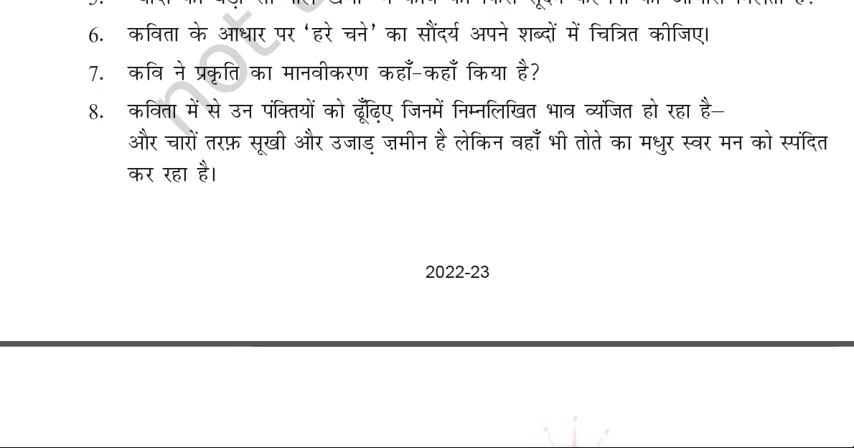 6. कविता के आधार पर ‘हरे चने’ का सौंदर्य अपने शब्दों में चित्रित कीजिए।
7. कवि ने प्रकृति का मानवीकरण कहाँ-कहाँ किया है?
8. कविता में से उन पंक्तियों को ढूँढ़िए जिनमें निम्नलिखित भाव व्यंजित हो रहा है–
और चारों तरफ़ सूखी और उजाड़ ज़मीन है लेकिन वहाँ भी तोते का मधुर स्वर मन को स्पंदित
कर रहा है।
not
2022-23